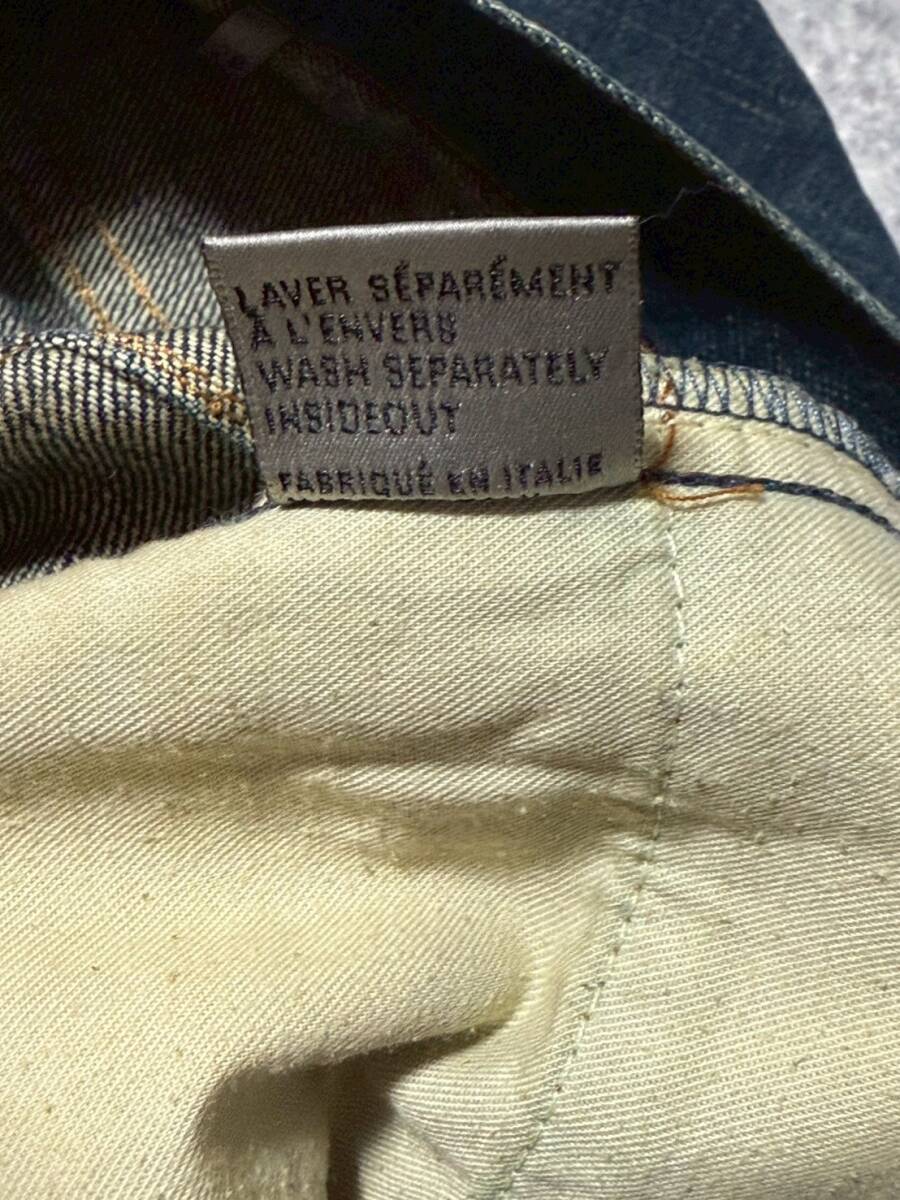 LAVER SÉPARÉMENT
À L'ENVERS
WASH SEPARATELY
INSIDEOUT
FABRIQUÉ EN ITALIE